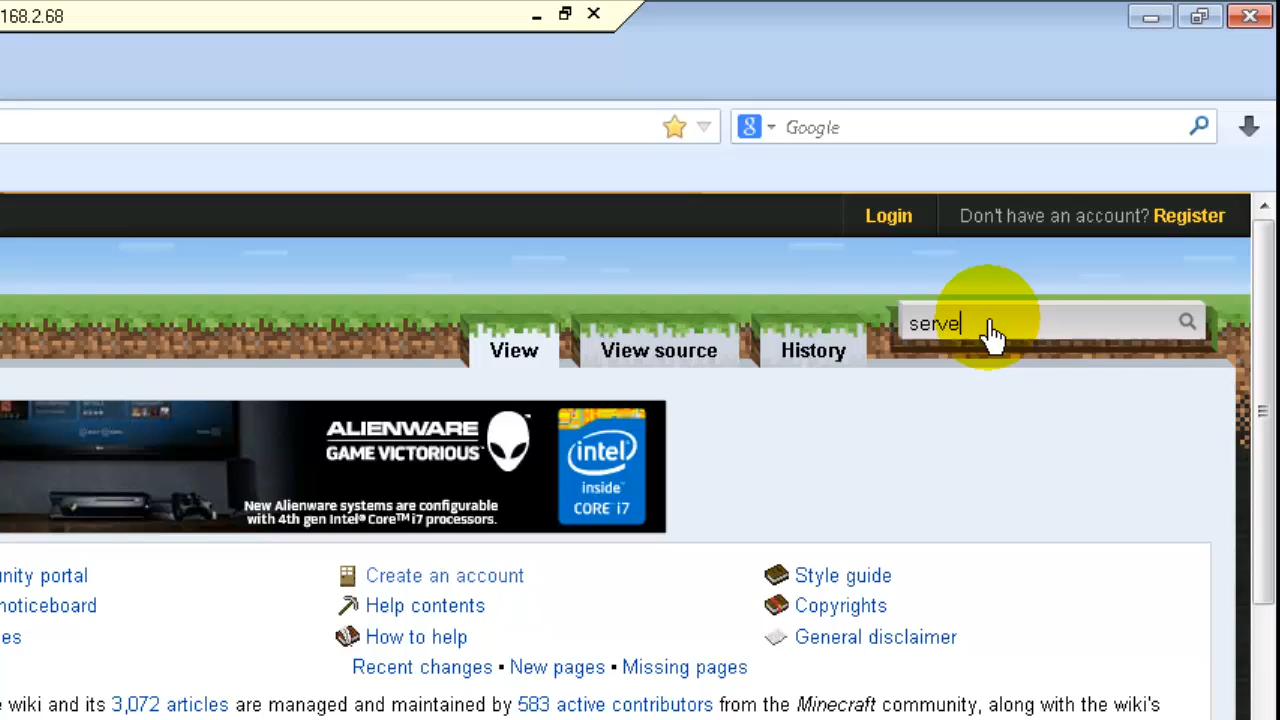 168.2.68
Google
Login
Don't have an account? Register
serve
View
View source
History
ALIENWARE
GAME VICTORIOUS
New Alienware systems are configurable
with 4th gen Intel® Core™ i7 processors.
intel
inside™
CORE™ i7
nity portal
Create an account
Style guide
noticeboard
Help contents
Copyrights
es
How to help
General disclaimer
Recent changes ▪ New pages ▪ Missing pages
e wiki and its 3,072 articles are managed and maintained by 583 active contributors from the Minecraft community, along with the wiki's